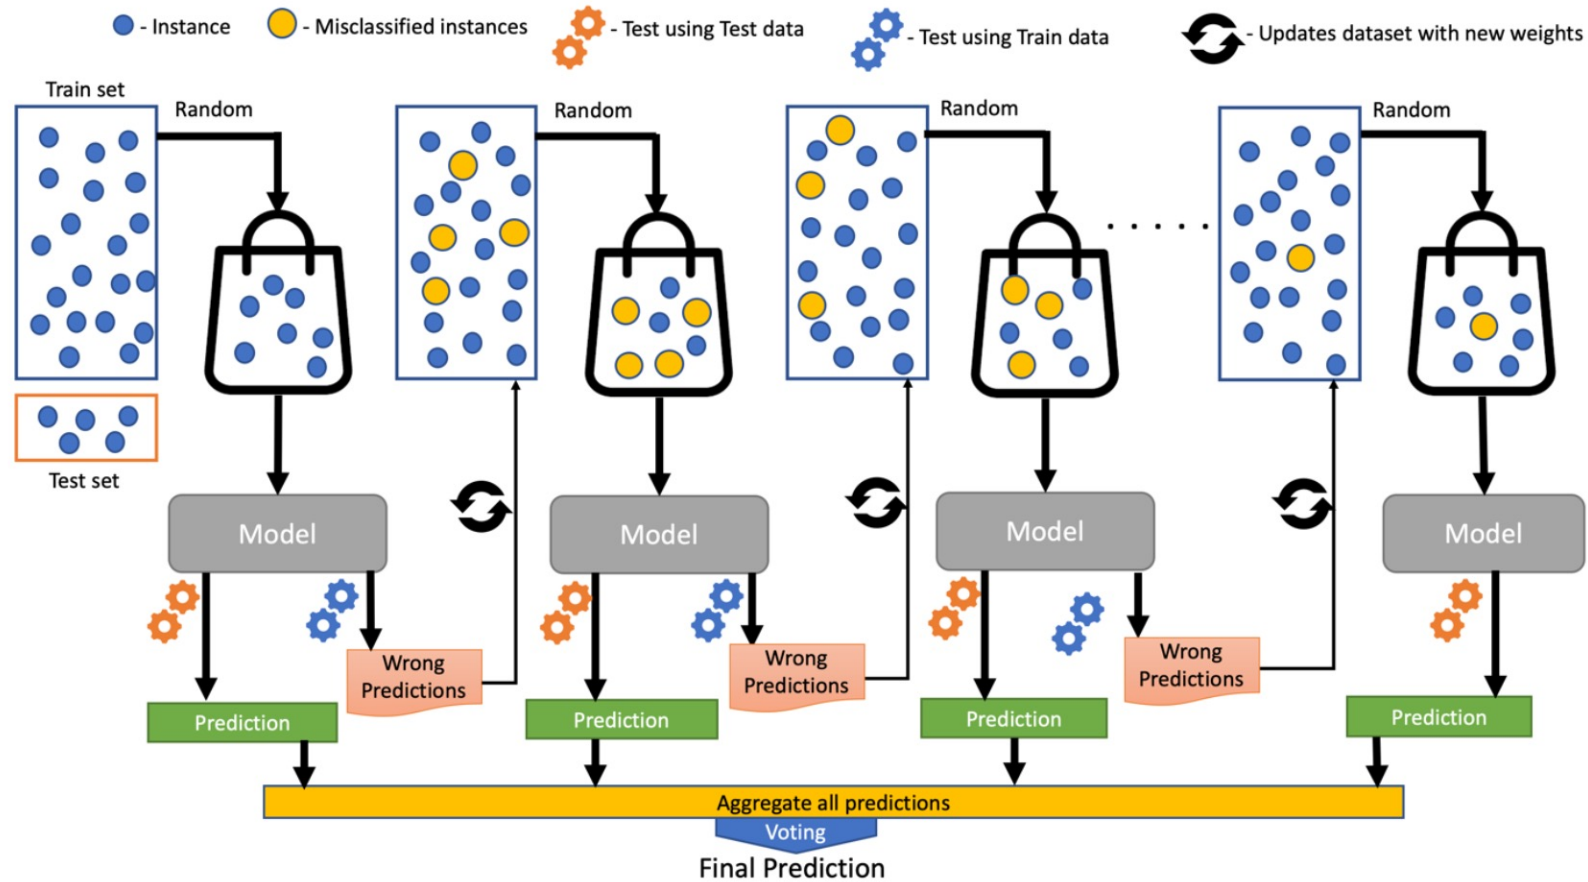 - Instance
- Misclassified instances
- Test using Test data
- Test using Train data
- Updates dataset with new weights
Train set
Random
Random
Random
Random
. . . . .
Test set
Model
Model
Model
Model
Wrong
Predictions
Wrong
Predictions
Wrong
Predictions
Prediction
Prediction
Prediction
Prediction
Aggregate all predictions
Voting
Final Prediction